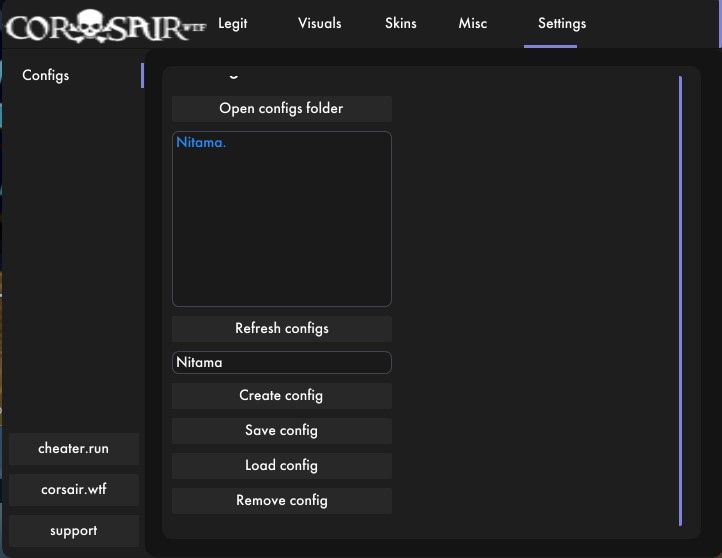 CORSAIR.WTF
Legit
Visuals
Skins
Misc
Settings
Configs
Open configs folder
Nitama.
Refresh configs
Nitama
Create config
Save config
Load config
Remove config
cheater.run
corsair.wtf
support